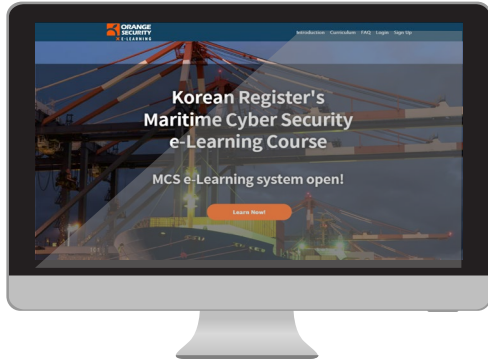 ORANGE
SECURITY
E-LEARNING
Introduction Curriculum FAQ Login Sign Up
Korean Register's
Maritime Cyber Security
e-Learning Course
MCS e-Learning system open!
Learn Now!